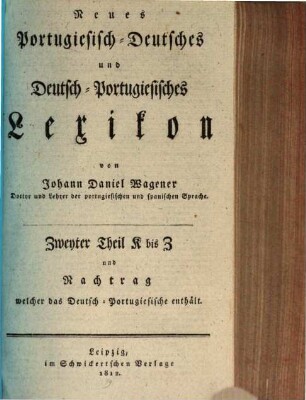 Neues
Portugiesisch-Deutsches
und
Deutsch-Portugiesisches
Lexikon
von
Johann Daniel Wagener
Doctor und Lehrer der portugiesischen und spanischen Sprache.
Zweyter Theil K bis Z
und
Nachtrag
welcher das Deutsch-Portugiesische enthält.
Leipzig,
im Schwickertschen Verlage
1812.